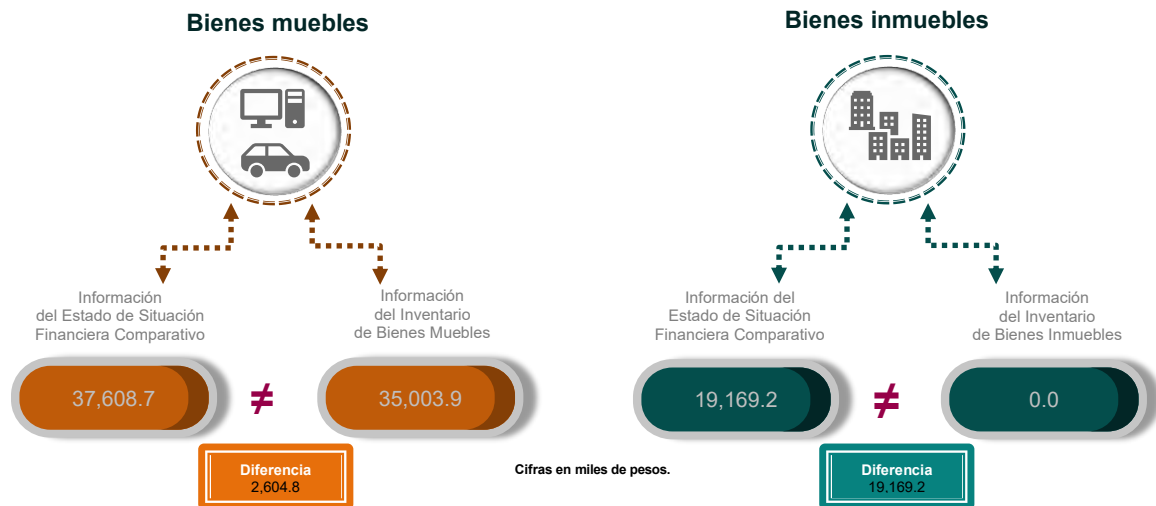 Bienes muebles
Información
del Estado de Situación
Financiera Comparativo
Información
del Inventario
de Bienes Muebles
37,608.7
≠
35,003.9
Diferencia
2,604.8
Cifras en miles de pesos.
Bienes inmuebles
Información del
Estado de Situación
Financiera Comparativo
Información
del Inventario
de Bienes Inmuebles
19,169.2
≠
0.0
Diferencia
19,169.2